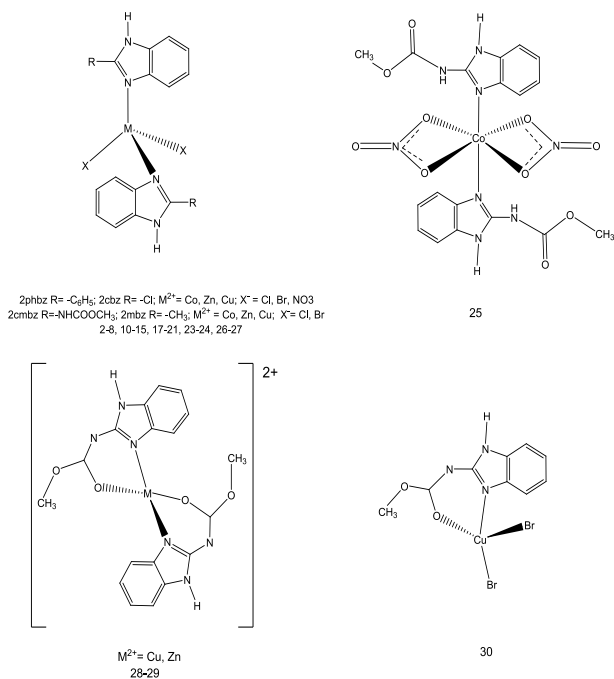 H
N
R
N
M
X
X
N
R
N
H
2phbz R= -C6H5; 2cbz R= -Cl; M2+= Co, Zn, Cu; X- = Cl, Br, NO3
2cmbz R=-NHCOOCH3; 2mbz R= -CH3; M2+ = Co, Zn, Cu; X-= Cl, Br
2-8, 10-15, 17-21, 23-24, 26-27
H
O
N
CH3
O
NH
N
O
O
O
N
Co
N
O
O
O
N
NH
O
CH3
N
O
H
25
2+
H
N
N
N
CH3
O
O
M
O
O
CH3
N
N
N
H
M2+= Cu, Zn
28-29
H
N
N
O
N
CH3
O
Br
Cu
Br
30